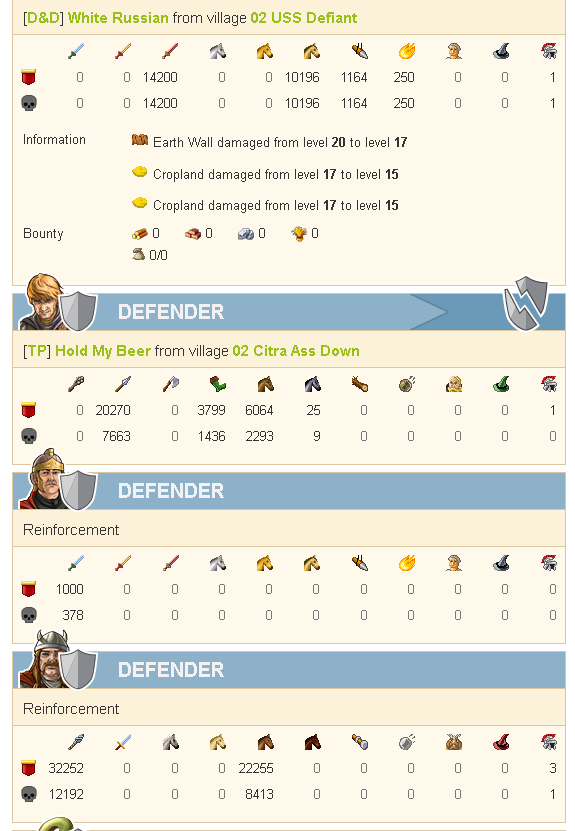 [D&D] White Russian from village 02 USS Defiant
0 0 14200 0 0 10196 1164 250 0 0 1
0 0 14200 0 0 10196 1164 250 0 0 1
Information
Earth Wall damaged from level 20 to level 17
Cropland damaged from level 17 to level 15
Cropland damaged from level 17 to level 15
Bounty 0 0 0 0
0/0
DEFENDER
[TP] Hold My Beer from village 02 Citra Ass Down
0 20270 0 3799 6064 25 0 0 0 0 1
0 7663 0 1436 2293 9 0 0 0 0 0
DEFENDER
Reinforcement
1000 0 0 0 0 0 0 0 0 0 0
378 0 0 0 0 0 0 0 0 0 0
DEFENDER
Reinforcement
32252 0 0 0 22255 0 0 0 0 0 3
12192 0 0 0 8413 0 0 0 0 0 1